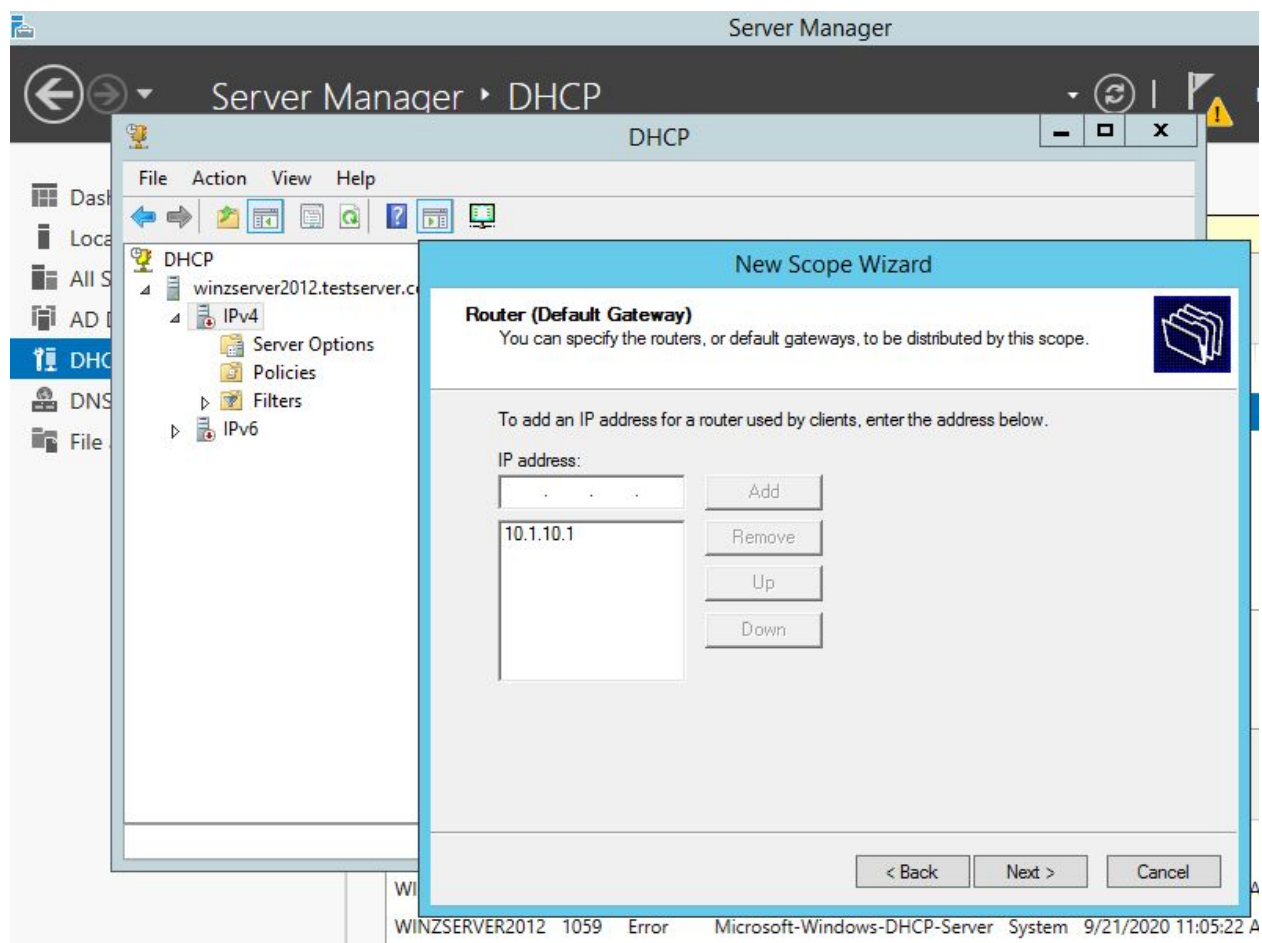 Server Manager
Server Manager DHCP
DHCP
File Action View Help
DHCP
winzserver2012.testserver.c
IPv4
Server Options
Policies
Filters
IPv6
Das
Loca
All S
AD
DHC
DNS
File
New Scope Wizard
Router (Default Gateway)
You can specify the routers, or default gateways, to be distributed by this scope.
To add an IP address for a router used by clients, enter the address below.
IP address:
. . .
Add
10.1.10.1
Remove
Up
Down
< Back Next > Cancel
WI
WINZSERVER2012 1059 Error Microsoft-Windows-DHCP-Server System 9/21/2020 11:05:22 A